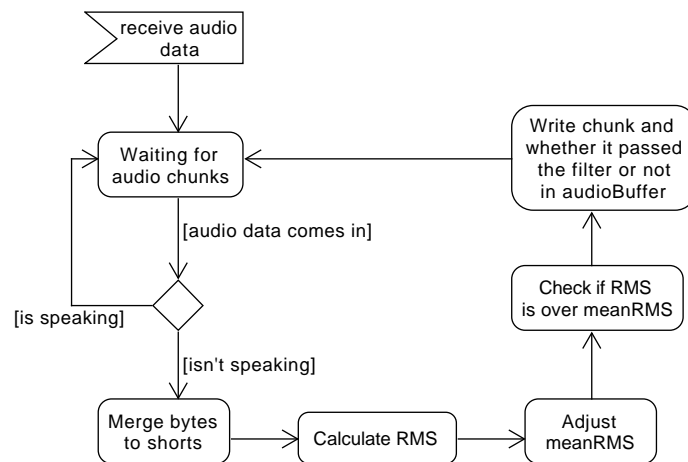 receive audio
data
Waiting for
audio chunks
Write chunk and
whether it passed
the filter or not
in audioBuffer
[audio data comes in]
Check if RMS
is over meanRMS
[is speaking]
[isn't speaking]
Merge bytes
to shorts
Calculate RMS
Adjust
meanRMS